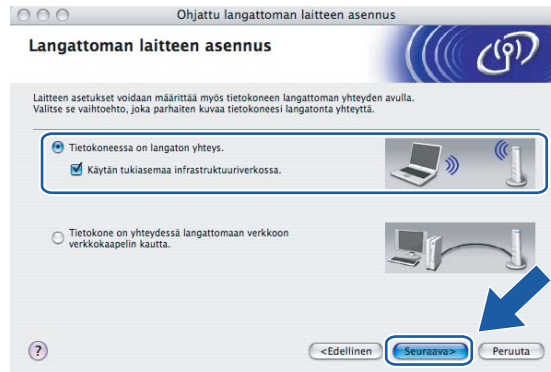 Ohjattu langattoman laitteen asennus
Langattoman laitteen asennus
Laitteen asetukset voidaan määrittää myös tietokoneen langattoman yhteyden avulla.
Valitse se vaihtoehto, joka parhaiten kuvaa tietokoneesi langatonta yhteyttä.
Tietokoneessa on langaton yhteys.
Käytän tukiasemaa infrastruktuuriverkossa.
Tietokone on yhteydessä langattomaan verkkoon
verkkokaapelin kautta.
?
<Edellinen Seuraava> Peruuta